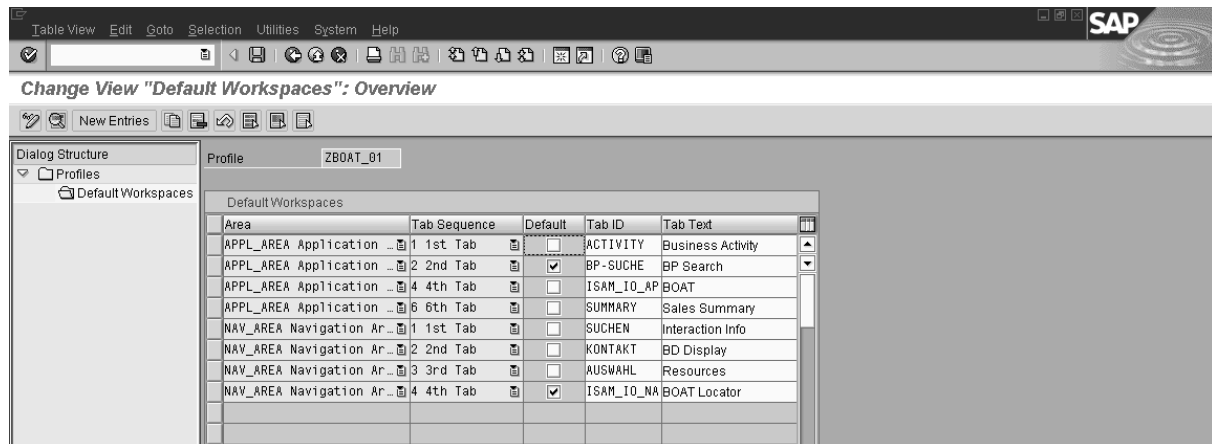 Table View Edit Goto Selection Utilities System Help
SAP
Change View "Default Workspaces": Overview
New Entries
Dialog Structure
Profiles
Default Workspaces
Profile ZBOAT_01
Default Workspaces
Area Tab Sequence Default Tab ID Tab Text
APPL_AREA Application … 1 1st Tab ACTIVITY Business Activity
APPL_AREA Application … 2 2nd Tab BP-SUCHE BP Search
APPL_AREA Application … 4 4th Tab ISAM_IO_AP BOAT
APPL_AREA Application … 6 6th Tab SUMMARY Sales Summary
NAV_AREA Navigation Ar… 1 1st Tab SUCHEN Interaction Info
NAV_AREA Navigation Ar… 2 2nd Tab KONTAKT BD Display
NAV_AREA Navigation Ar… 3 3rd Tab AUSWAHL Resources
NAV_AREA Navigation Ar… 4 4th Tab ISAM_IO_NA BOAT Locator